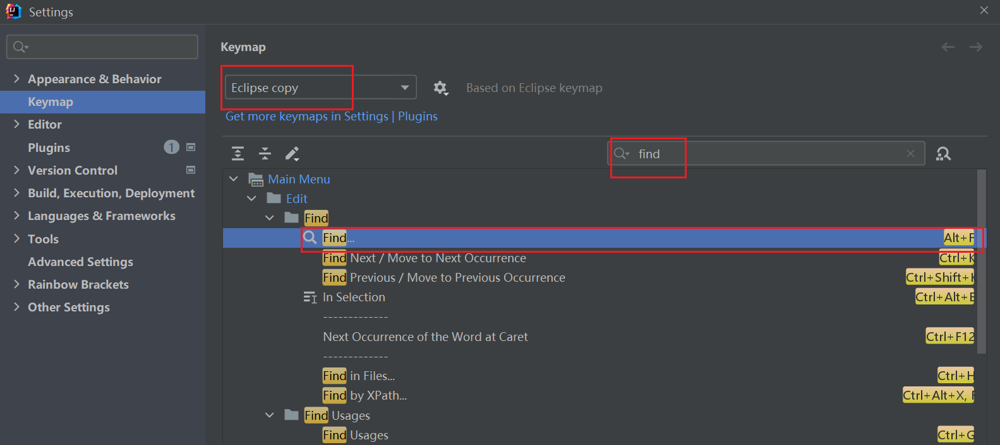 Settings
Keymap
Eclipse copy
Based on Eclipse keymap
Get more keymaps in Settings | Plugins
Appearance & Behavior
Keymap
Editor
Plugins 1
Version Control
Build, Execution, Deployment
Languages & Frameworks
Tools
Advanced Settings
Rainbow Brackets
Other Settings
find
Main Menu
Edit
Find
Find... Alt+F
Find Next / Move to Next Occurrence Ctrl+K
Find Previous / Move to Previous Occurrence Ctrl+Shift+K
In Selection Ctrl+Alt+E
-------------
Next Occurrence of the Word at Caret Ctrl+F12
-------------
Find in Files... Ctrl+H
Find by XPath... Ctrl+Alt+X, F
Find Usages
Find Usages Ctrl+G